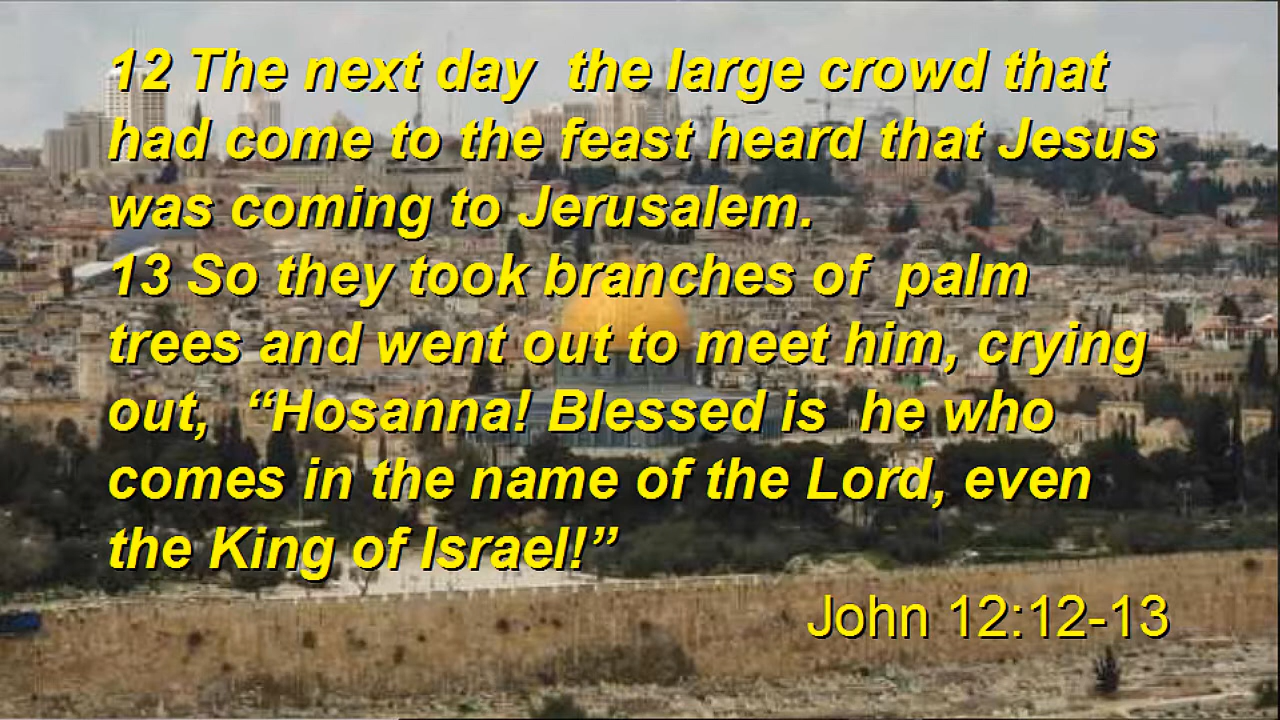 12 The next day  the large crowd that
had come to the feast heard that Jesus
was coming to Jerusalem.
13 So they took branches of  palm
trees and went out to meet him, crying
out,  “Hosanna! Blessed is  he who
comes in the name of the Lord, even
the King of Israel!”
John 12:12-13